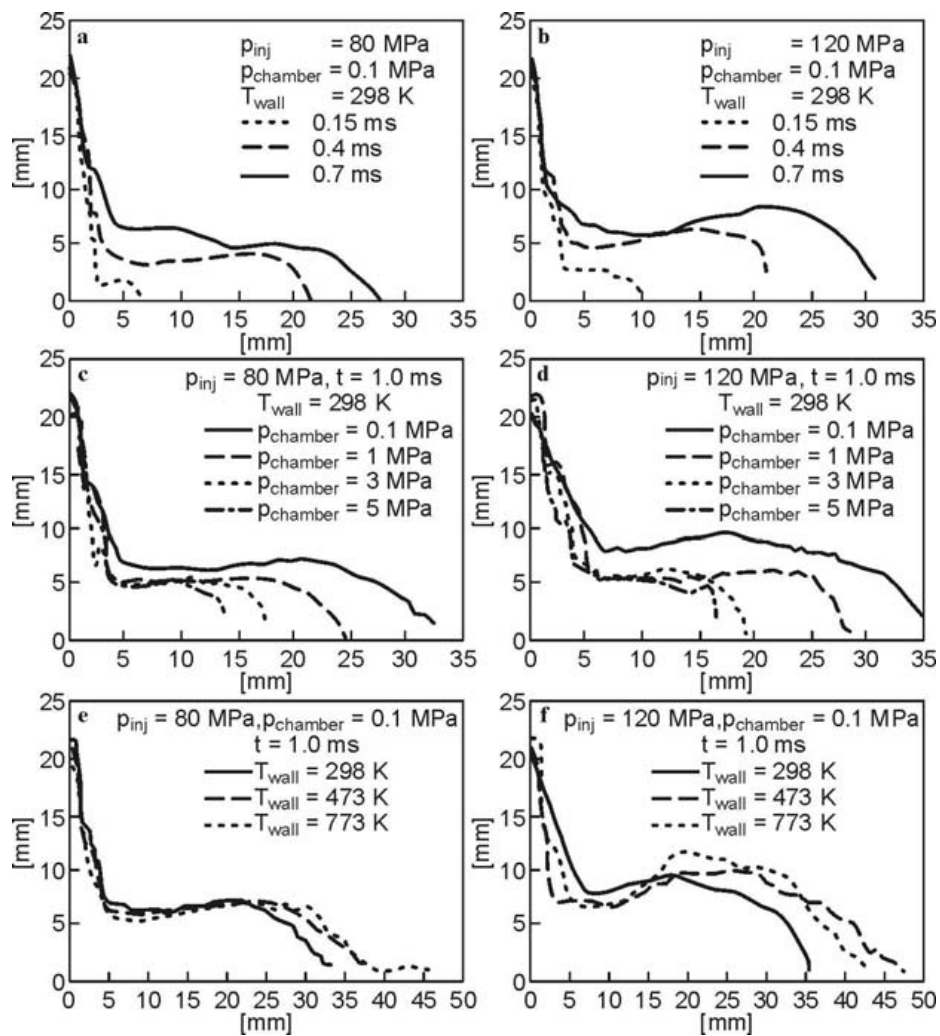 a
p_inj = 80 MPa
p_chamber = 0.1 MPa
T_wall = 298 K
0.15 ms
0.4 ms
0.7 ms
[mm]
25
20
15
10
5
0
0 5 10 15 20 25 30 35
[mm]
b
p_inj = 120 MPa
p_chamber = 0.1 MPa
T_wall = 298 K
0.15 ms
0.4 ms
0.7 ms
[mm]
25
20
15
10
5
0
0 5 10 15 20 25 30 35
[mm]
c
p_inj = 80 MPa, t = 1.0 ms
T_wall = 298 K
p_chamber = 0.1 MPa
p_chamber = 1 MPa
p_chamber = 3 MPa
p_chamber = 5 MPa
[mm]
25
20
15
10
5
0
0 5 10 15 20 25 30 35
[mm]
d
p_inj = 120 MPa, t = 1.0 ms
T_wall = 298 K
p_chamber = 0.1 MPa
p_chamber = 1 MPa
p_chamber = 3 MPa
p_chamber = 5 MPa
[mm]
25
20
15
10
5
0
0 5 10 15 20 25 30 35
[mm]
e
p_inj = 80 MPa,p_chamber = 0.1 MPa
t = 1.0 ms
T_wall = 298 K
T_wall = 473 K
T_wall = 773 K
[mm]
25
20
15
10
5
0
0 5 10 15 20 25 30 35 40 45 50
[mm]
f
p_inj = 120 MPa,p_chamber = 0.1 MPa
t = 1.0 ms
T_wall = 298 K
T_wall = 473 K
T_wall = 773 K
[mm]
25
20
15
10
5
0
0 5 10 15 20 25 30 35 40 45 50
[mm]